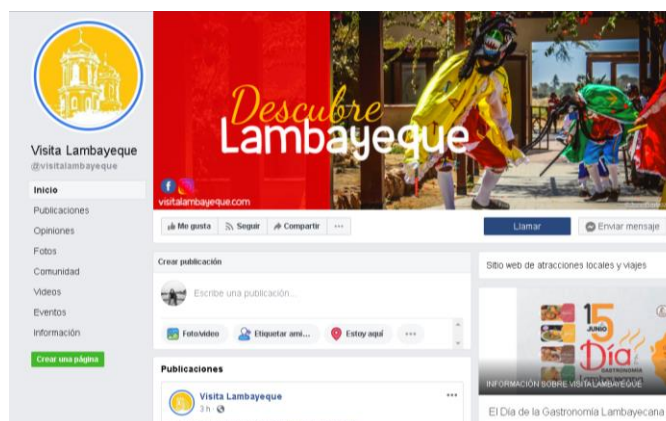 Descubre
Lambayeque
visitalambayeque.com
Visita Lambayeque
@visitalambayeque
Inicio
Publicaciones
Opiniones
Fotos
Comunidad
Videos
Eventos
Información
Crear una página
Me gusta
Seguir
Compartir
Llamar
Enviar mensaje
Crear publicación
Escribe una publicación...
Foto/video
Etiquetar ami...
Estoy aquí
Publicaciones
Visita Lambayeque
3 h
Sitio web de atracciones locales y viajes
15
JUNIO
Día
GASTRONOMÍA
Lambayecana
INFORMACIÓN SOBRE VISITA LAMBAYEQUE
El Día de la Gastronomía Lambayecana